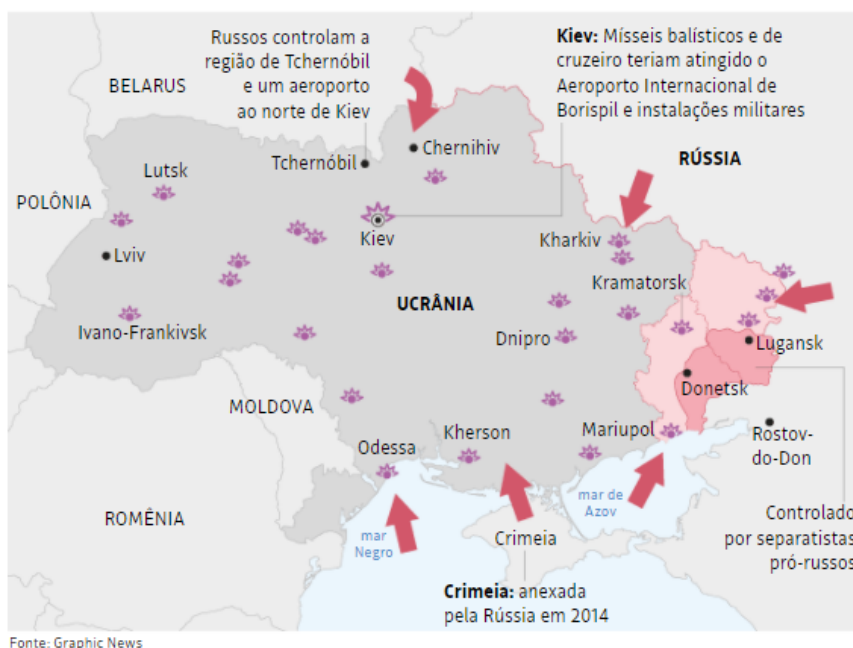 Russos controlam a
região de Tchernóbil
e um aeroporto
ao norte de Kiev
Kiev: Mísseis balísticos e de
cruzeiro teriam atingido o
Aeroporto Internacional de
Borispil e instalações militares
BELARUS
Chernihiv
Tchernóbil
RÚSSIA
Lutsk
POLÔNIA
Kiev
Kharkiv
Lviv
Kramatorsk
UCRÂNIA
Ivano-Frankivsk
Dnipro
Lugansk
Donetsk
MOLDOVA
Odessa
Kherson
Mariupol
Rostov-
do-Don
mar de
Azov
ROMÊNIA
mar
Negro
Crimeia
Controlado
por separatistas
pró-russos
Crimeia: anexada
pela Rússia em 2014
Fonte: Graphic News